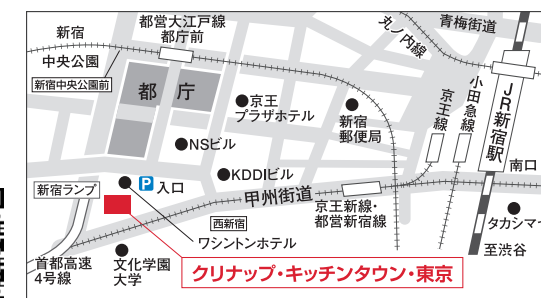 新宿
中央公園
新宿中央公園前
都営大江戸線
都庁前
丸ノ内線
青梅街道
都 庁
京王
プラザホテル
新宿
郵便局
京王線
小田急線
JR新宿駅
NSビル
KDDIビル
南口
新宿ランプ
P 入口
甲州街道
京王新線・
都営新宿線
西新宿
ワシントンホテル
タカシマ
至渋谷
首都高速
4号線
文化学園
大学
クリナップ・キッチンタウン・東京